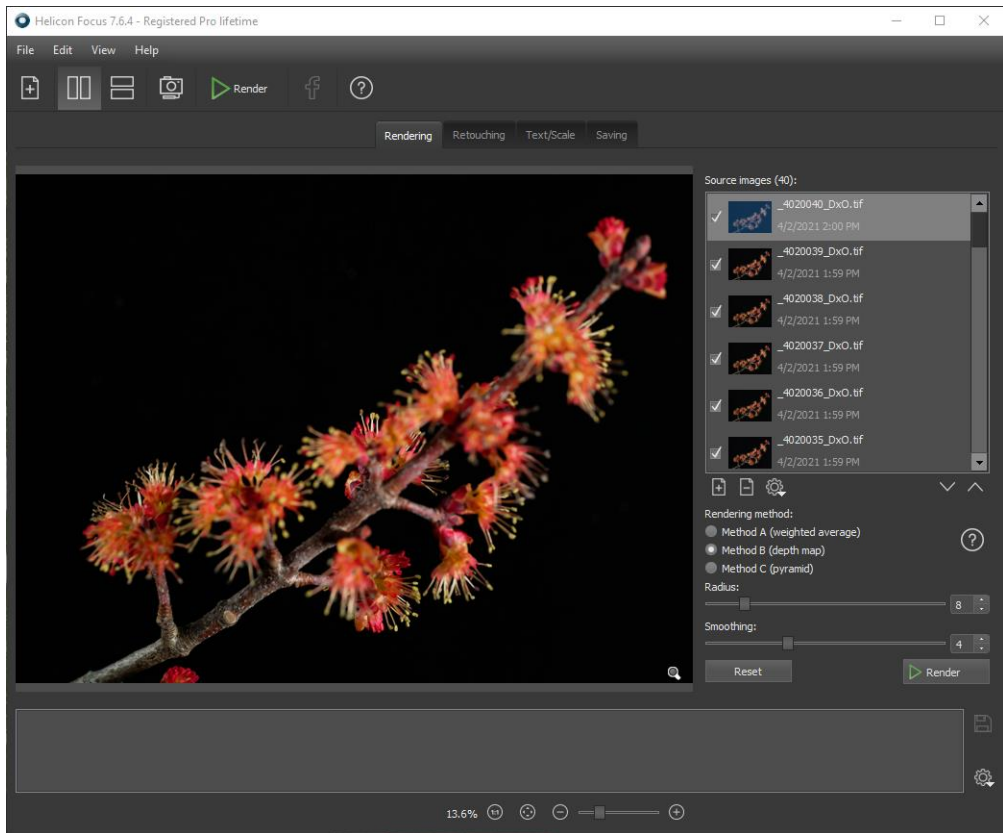 Helicon Focus 7.6.4 - Registered Pro lifetime
File Edit View Help
Render
Rendering Retouching Text/Scale Saving
Source images (40):
_4020040_DxO.tif
4/2/2021 2:00 PM
_4020039_DxO.tif
4/2/2021 1:59 PM
_4020038_DxO.tif
4/2/2021 1:59 PM
_4020037_DxO.tif
4/2/2021 1:59 PM
_4020036_DxO.tif
4/2/2021 1:59 PM
_4020035_DxO.tif
4/2/2021 1:59 PM
Rendering method:
Method A (weighted average)
Method B (depth map)
Method C (pyramid)
Radius:
8
Smoothing:
4
Reset Render
13.6% 1:1